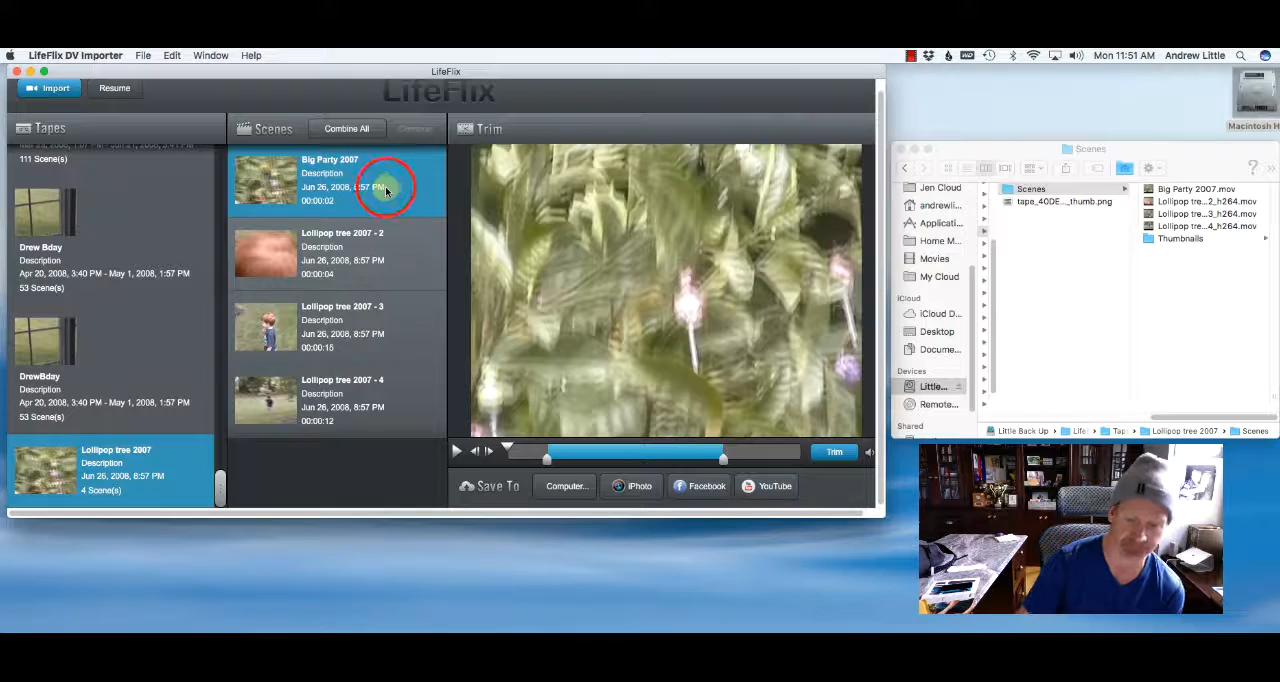 LifeFlix DV Importer File Edit Window Help
Mon 11:51 AM Andrew Little
LifeFlix
Import Resume
LifeFlix
Tapes
111 Scene(s)
Drew Bday
Description
Apr 20, 2008, 3:40 PM - May 1, 2008, 1:57 PM
53 Scene(s)
DrewBday
Description
Apr 20, 2008, 3:40 PM - May 1, 2008, 1:57 PM
53 Scene(s)
Lollipop tree 2007
Description
Jun 26, 2008, 8:57 PM
4 Scene(s)
Scenes Combine All
Big Party 2007
Description
Jun 26, 2008, 8:57 PM
00:00:02
Lollipop tree 2007 - 2
Description
Jun 26, 2008, 8:57 PM
00:00:04
Lollipop tree 2007 - 3
Description
Jun 26, 2008, 8:57 PM
00:00:15
Lollipop tree 2007 - 4
Description
Jun 26, 2008, 8:57 PM
00:00:12
Trim
Trim
Save To Computer... iPhoto Facebook YouTube
Macintosh H
Scenes
Jen Cloud
andrewli...
Applicati...
Home M...
Movies
My Cloud
iCloud
iCloud D...
Desktop
Docume...
Devices
Little...
Remote...
Shared
Scenes
tape_40DE..._thumb.png
Big Party 2007.mov
Lollipop tre...2_h264.mov
Lollipop tre...3_h264.mov
Lollipop tre...4_h264.mov
Thumbnails
Little Back Up Life Tap Lollipop tree 2007 Scenes